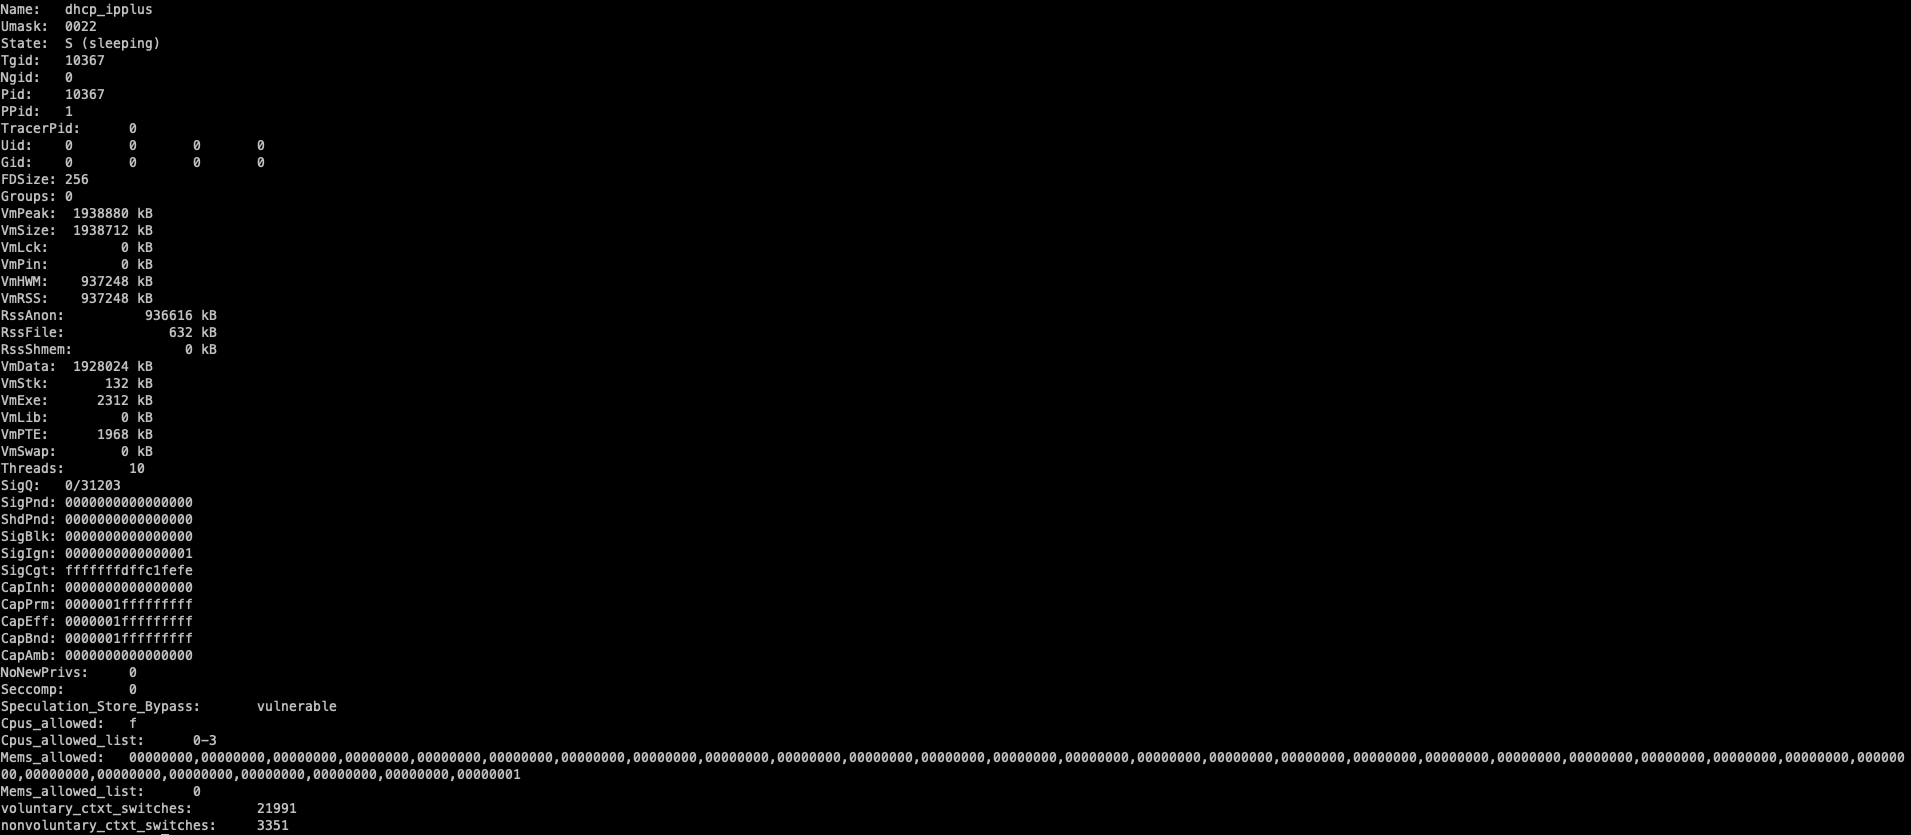 Name:	dhcp_ipplus
Umask:	0022
State:	S (sleeping)
Tgid:	10367
Ngid:	0
Pid:	10367
PPid:	1
TracerPid:	0
Uid:	0	0	0	0
Gid:	0	0	0	0
FDSize:	256
Groups:	0
VmPeak:	 1938880 kB
VmSize:	 1938712 kB
VmLck:	       0 kB
VmPin:	       0 kB
VmHWM:	  937248 kB
VmRSS:	  937248 kB
RssAnon:	  936616 kB
RssFile:	     632 kB
RssShmem:	       0 kB
VmData:	 1928024 kB
VmStk:	     132 kB
VmExe:	    2312 kB
VmLib:	       0 kB
VmPTE:	    1968 kB
VmSwap:	       0 kB
Threads:	10
SigQ:	0/31203
SigPnd:	0000000000000000
ShdPnd:	0000000000000000
SigBlk:	0000000000000000
SigIgn:	0000000000000001
SigCgt:	fffffffdffc1fefe
CapInh:	0000000000000000
CapPrm:	0000001fffffffff
CapEff:	0000001fffffffff
CapBnd:	0000001fffffffff
CapAmb:	0000000000000000
NoNewPrivs:	0
Seccomp:	0
Speculation_Store_Bypass:	vulnerable
Cpus_allowed:	f
Cpus_allowed_list:	0-3
Mems_allowed:	00000000,00000000,00000000,00000000,00000000,00000000,00000000,00000000,00000000,00000000,00000000,00000000,00000000,00000000,00000000,00000000,00000000,00000000,00000000,00000000,00000000,00000000,00000000,00000000,000000
00,00000000,00000000,00000000,00000000,00000000,00000000,00000001
Mems_allowed_list:	0
voluntary_ctxt_switches:	21991
nonvoluntary_ctxt_switches:	3351